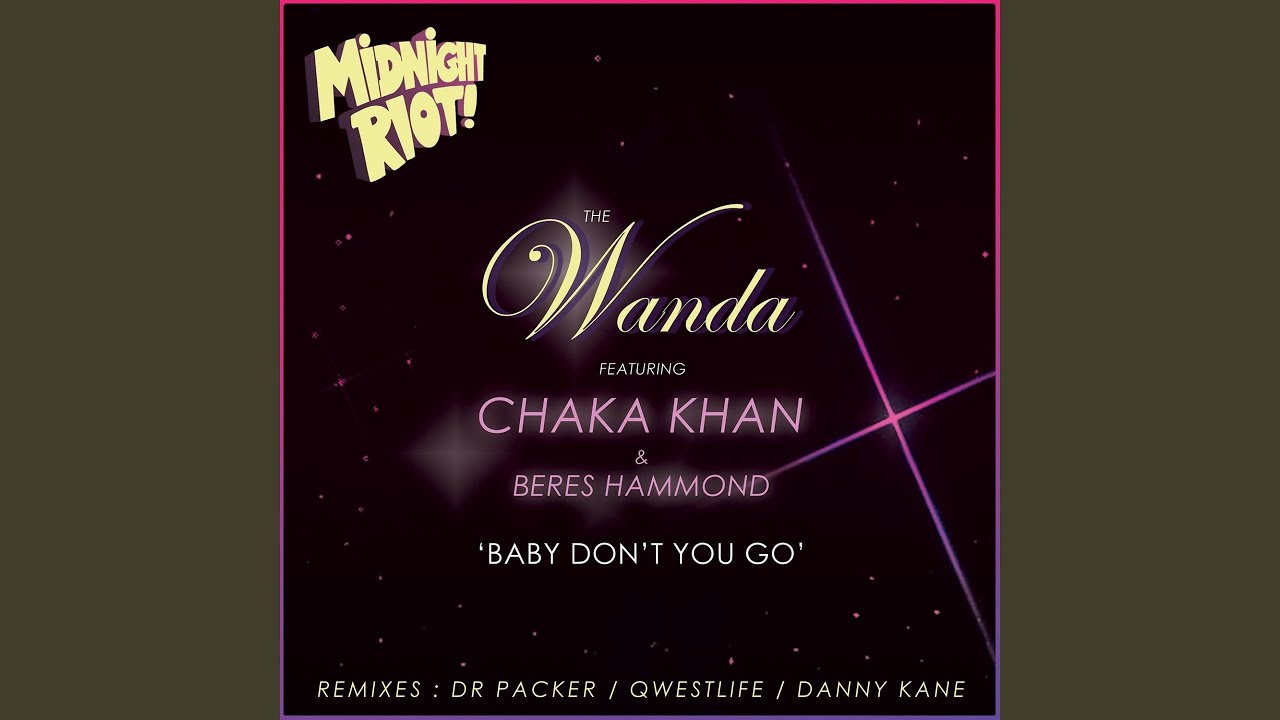 MiDNiGHT
RIOT!
THE
Wanda
FEATURING
CHAKA KHAN
&
BERES HAMMOND
‘BABY DON’T YOU GO’
REMIXES : DR PACKER / QWESTLIFE / DANNY KANE